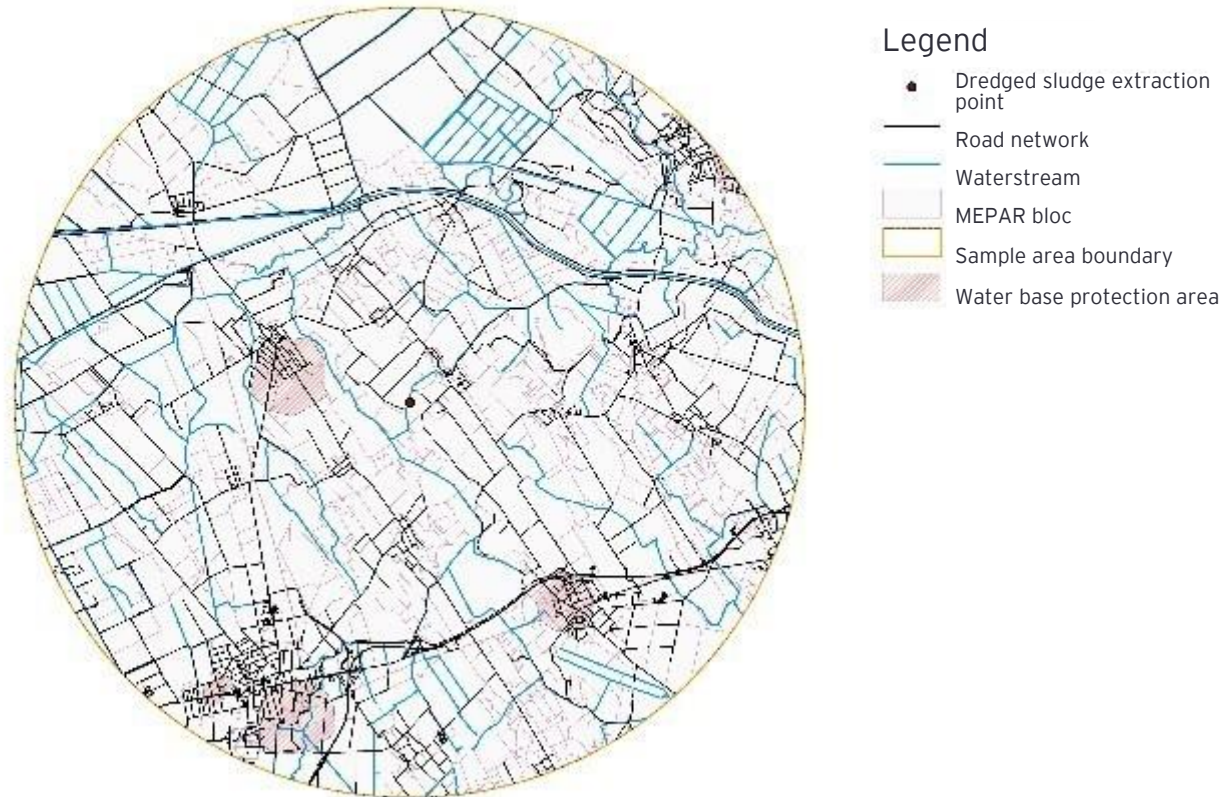 Legend
Dredged sludge extraction
point
Road network
Waterstream
MEPAR bloc
Sample area boundary
Water base protection area